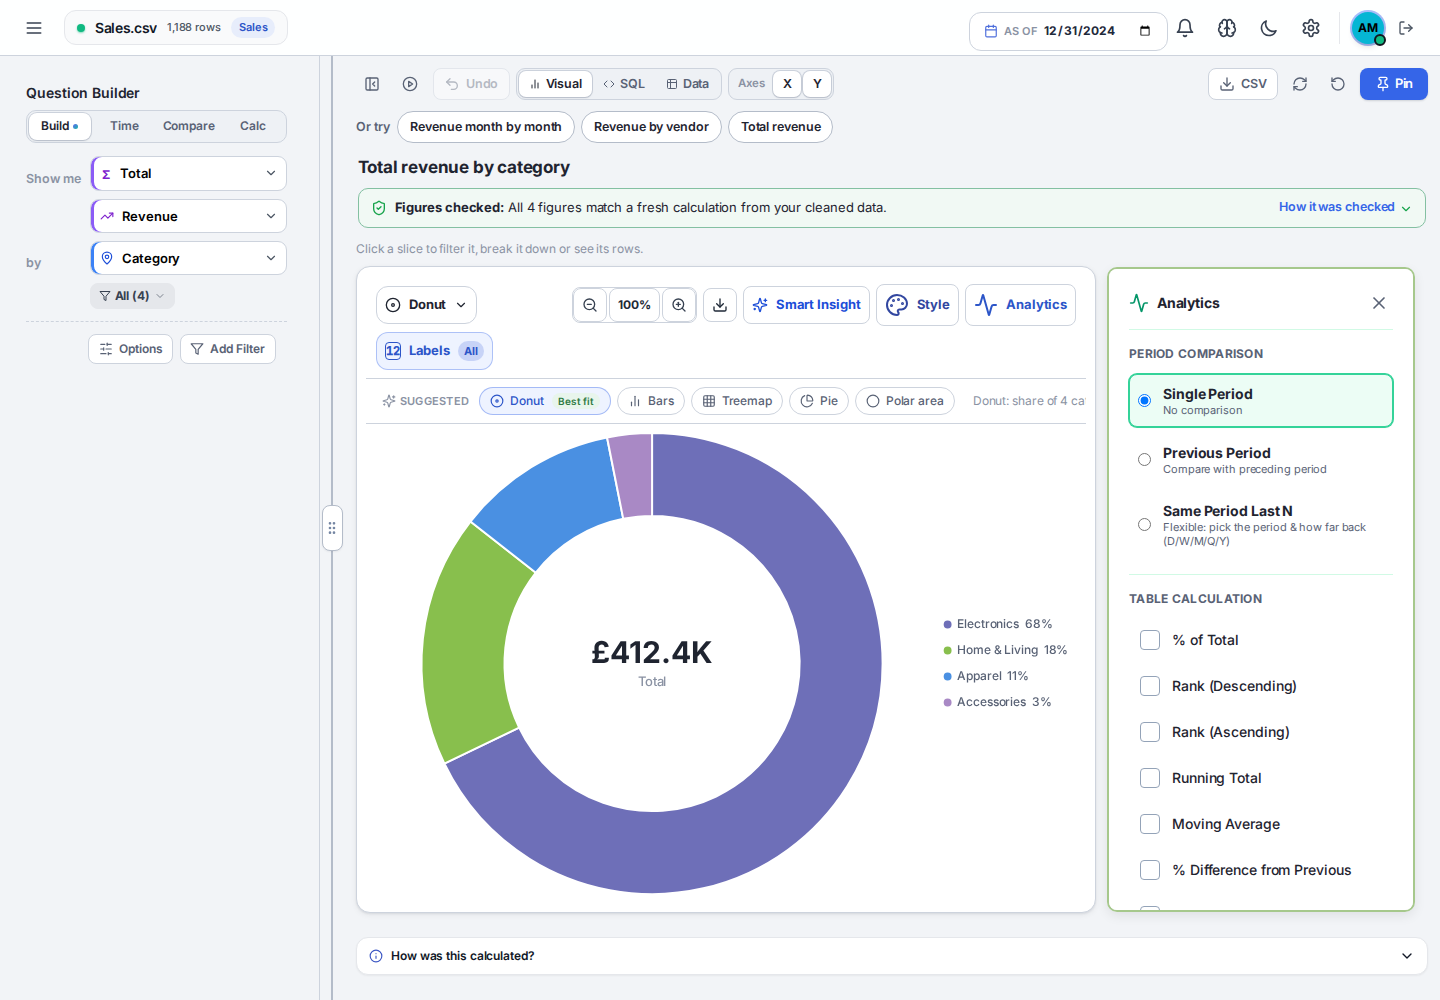 Sales.csv 1,188 rows Sales
AS OF 12/31/2024 AM
Question Builder
Build Time Compare Calc
Show me Total
Revenue
by Category
All (4)
Options Add Filter
Undo Visual SQL Data Axes X Y CSV Pin
Or try Revenue month by month Revenue by vendor Total revenue
Total revenue by category
Figures checked: All 4 figures match a fresh calculation from your cleaned data. How it was checked
Click a slice to filter it, break it down or see its rows.
Donut 100% Smart Insight Style Analytics
12 Labels All
SUGGESTED Donut Best fit Bars Treemap Pie Polar area Donut: share of 4
£412.4K
Total
Electronics 68%
Home & Living 18%
Apparel 11%
Accessories 3%
Analytics
PERIOD COMPARISON
Single Period
No comparison
Previous Period
Compare with preceding period
Same Period Last N
Flexible: pick the period & how far back
(D/W/M/Q/Y)
TABLE CALCULATION
% of Total
Rank (Descending)
Rank (Ascending)
Running Total
Moving Average
% Difference from Previous
How was this calculated?